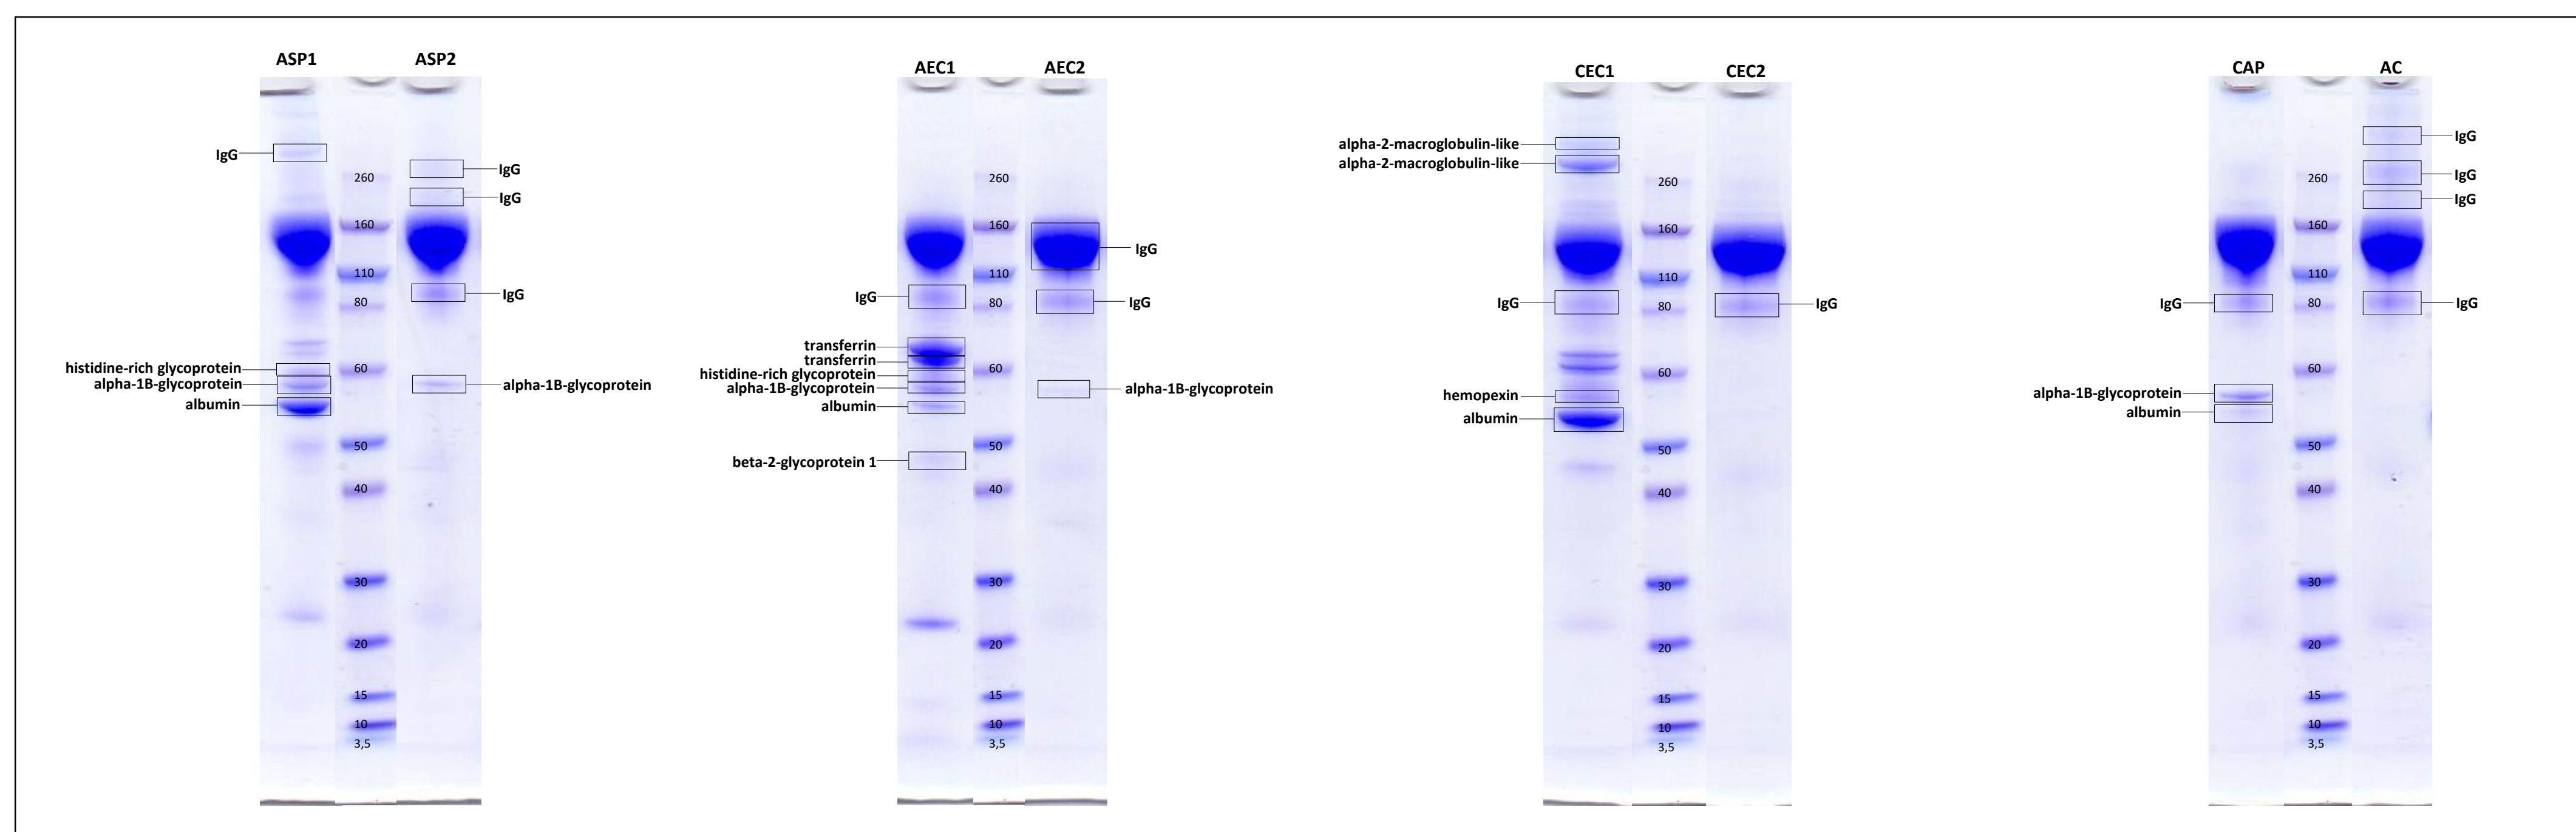 ASP1
ASP2
IgG
IgG
IgG
IgG
histidine-rich glycoprotein
alpha-1B-glycoprotein
albumin
alpha-1B-glycoprotein
260
160
110
80
60
50
40
30
20
15
10
3,5
AEC1
AEC2
IgG
IgG
IgG
transferrin
transferrin
histidine-rich glycoprotein
alpha-1B-glycoprotein
albumin
beta-2-glycoprotein 1
alpha-1B-glycoprotein
260
160
110
80
60
50
40
30
20
15
10
3,5
CEC1
CEC2
alpha-2-macroglobulin-like
alpha-2-macroglobulin-like
IgG
IgG
hemopexin
albumin
260
160
110
80
60
50
40
30
20
15
10
3,5
CAP
AC
IgG
IgG
IgG
IgG
IgG
alpha-1B-glycoprotein
albumin
260
160
110
80
60
50
40
30
20
15
10
3,5